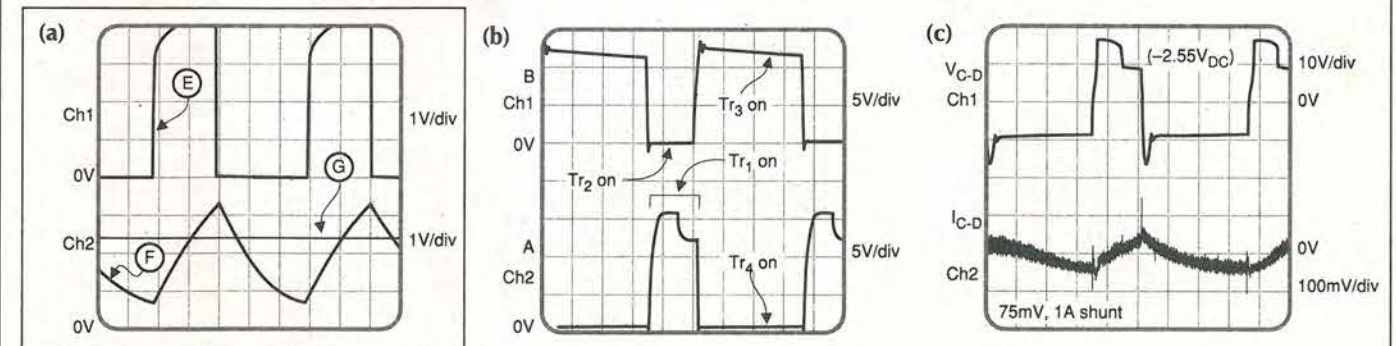 (a)
E
Ch1
1V/div
0V
G
Ch2
1V/div
F
0V
(b)
B
Ch1
Tr3 on
5V/div
0V
Tr1 on
Tr2 on
A
Ch2
5V/div
Tr4 on
0V
(c)
VC-D
(–2.55VDC)
10V/div
Ch1
0V
IC-D
0V
Ch2
100mV/div
75mV, 1A shunt